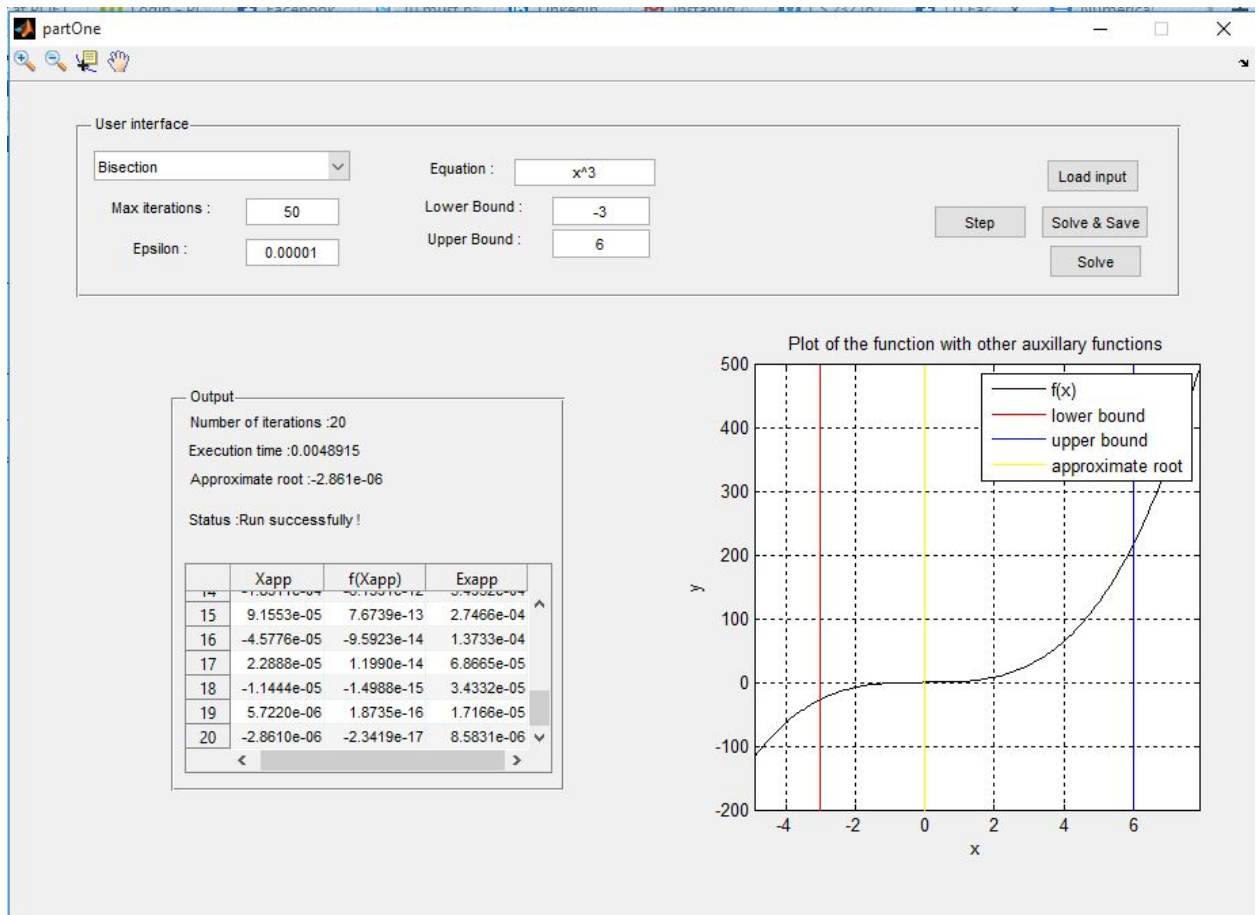 partOne
User interface
Bisection
Equation :
x^3
Load input
Max iterations :
50
Lower Bound :
-3
Step
Solve & Save
Epsilon :
0.00001
Upper Bound :
6
Solve
Plot of the function with other auxillary functions
Output
Number of iterations :20
Execution time :0.0048915
Approximate root :-2.861e-06
Status :Run successfully !
Xapp f(Xapp) Exapp
15 9.1553e-05 7.6739e-13 2.7466e-04
16 -4.5776e-05 -9.5923e-14 1.3733e-04
17 2.2888e-05 1.1990e-14 6.8665e-05
18 -1.1444e-05 -1.4988e-15 3.4332e-05
19 5.7220e-06 1.8735e-16 1.7166e-05
20 -2.8610e-06 -2.3419e-17 8.5831e-06
f(x)
lower bound
upper bound
approximate root
500
400
300
200
100
0
-100
-200
y
-4 -2 0 2 4 6
x